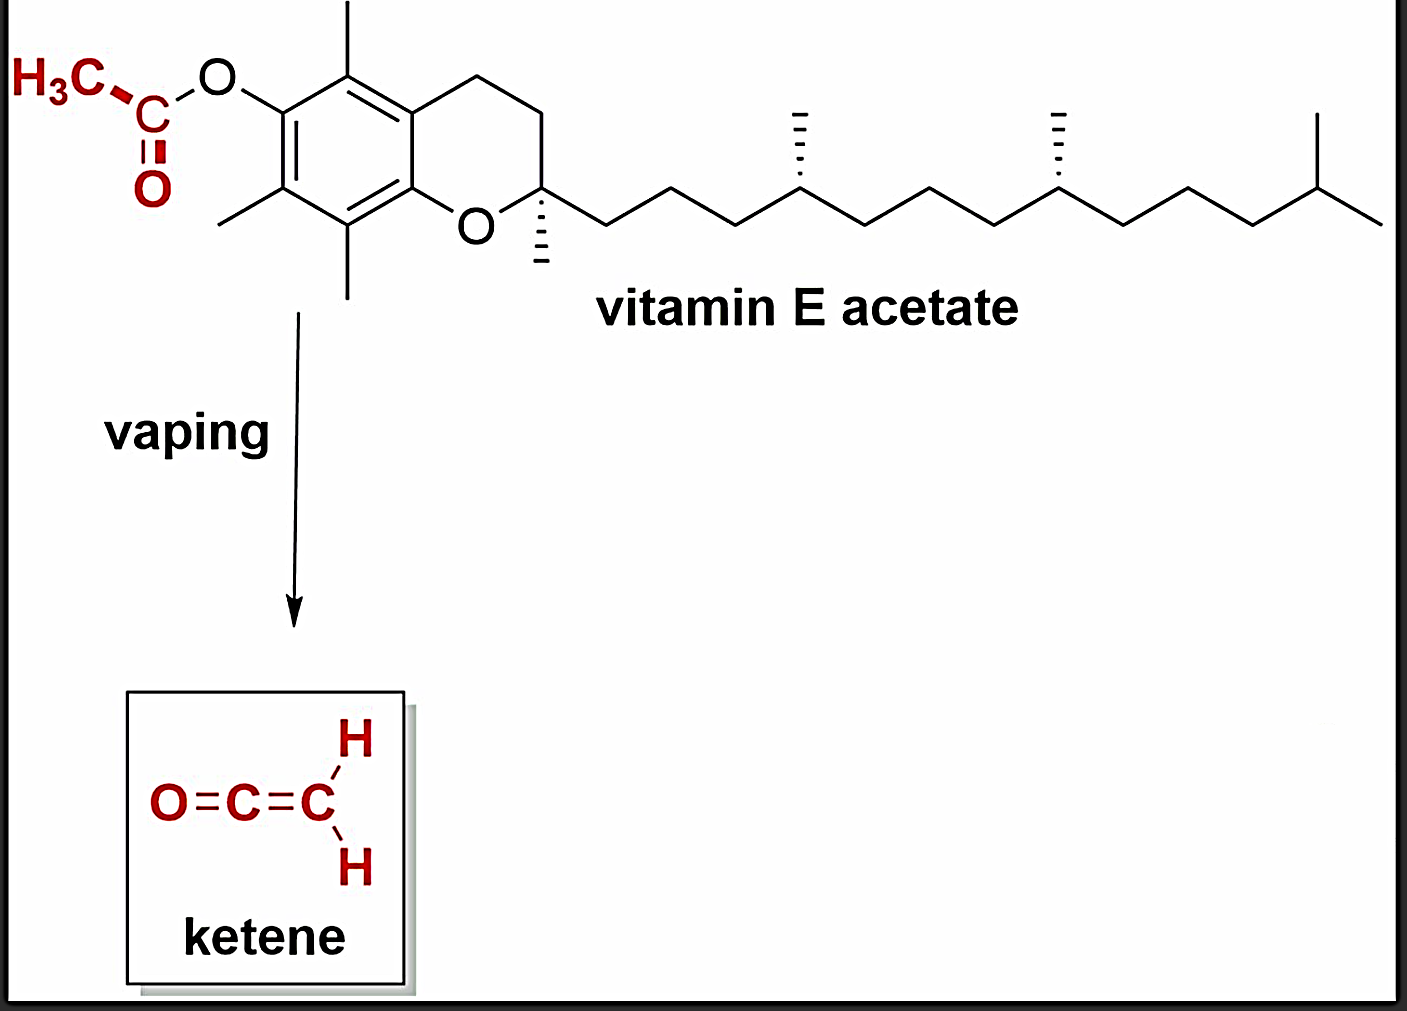 H₃C
O
C
O
O
vitamin E acetate
vaping
H
O=C=C
H
ketene